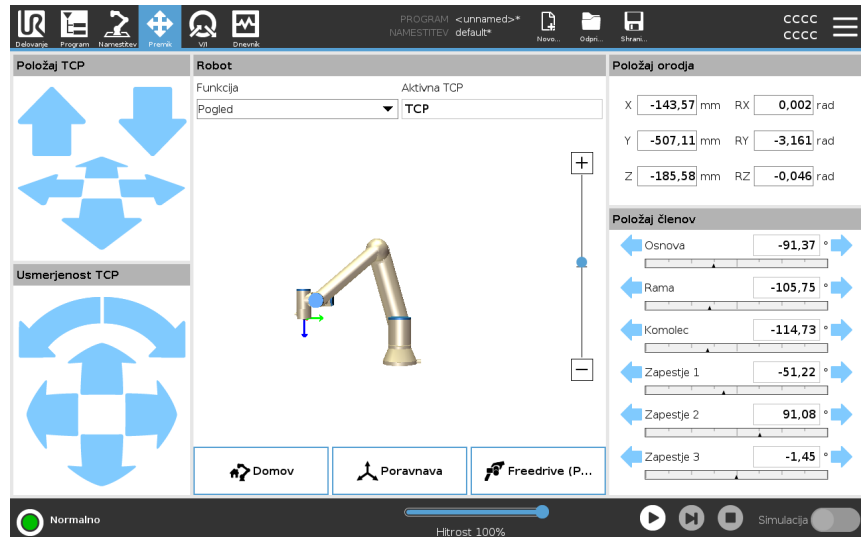 PROGRAM <unnamed>*
NAMESTITEV default*
UR
Delovanje
Program
Namestitev
Premik
V/I
Dnevnik
Novo...
Odpri...
Shrani...
CCCC
CCCC
Položaj TCP
Robot
Položaj orodja
Funkcija
Aktivna TCP
Pogled
TCP
X -143,57 mm RX 0,002 rad
Y -507,11 mm RY -3,161 rad
Z -185,58 mm RZ -0,046 rad
Usmerjenost TCP
Položaj členov
Osnova -91,37 °
Rama -105,75 °
Komolec -114,73 °
Zapestje 1 -51,22 °
Zapestje 2 91,08 °
Zapestje 3 -1,45 °
Domov
Poravnava
Freedrive (P...
Normalno
Hitrost 100%
Simulacija